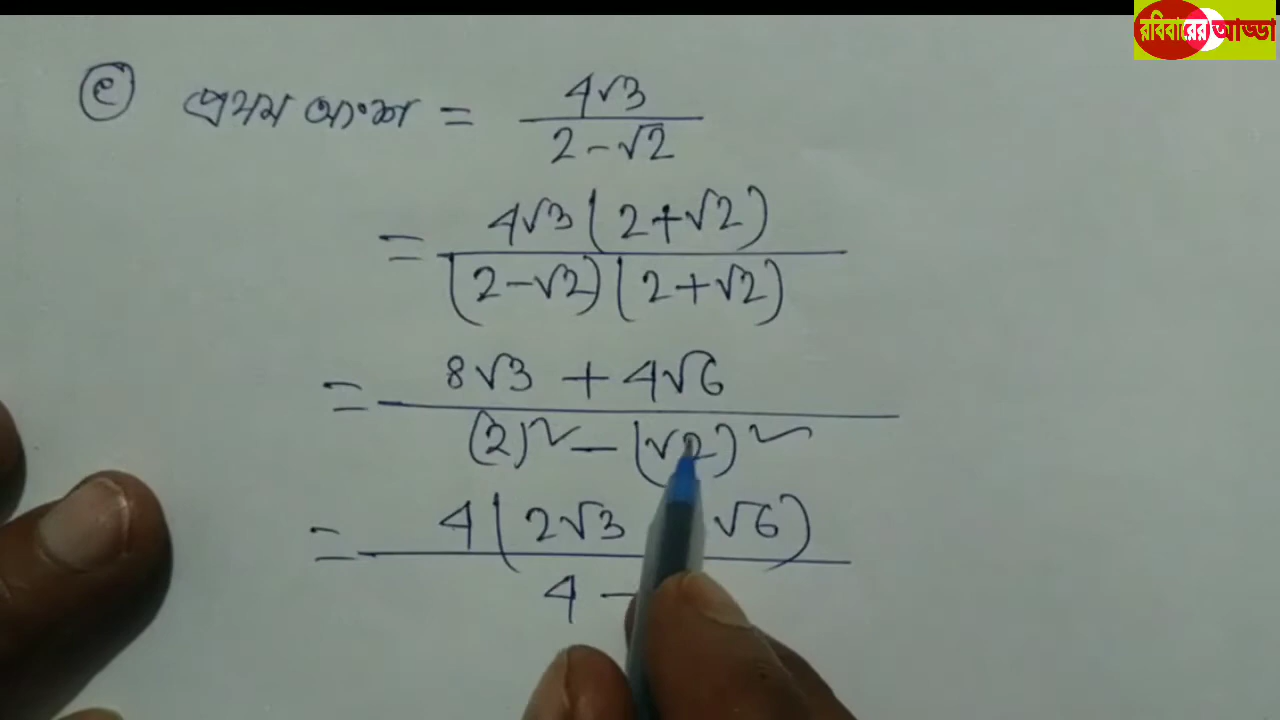 রবিবারের আড্ডা
(e) প্রথম অংশ = 4√3 / 2 - √2
= 4√3 (2+√2) / (2-√2) (2+√2)
= 8√3 + 4√6 / (2)² - (√2)²
= 4(2√3 √6) / 4 -